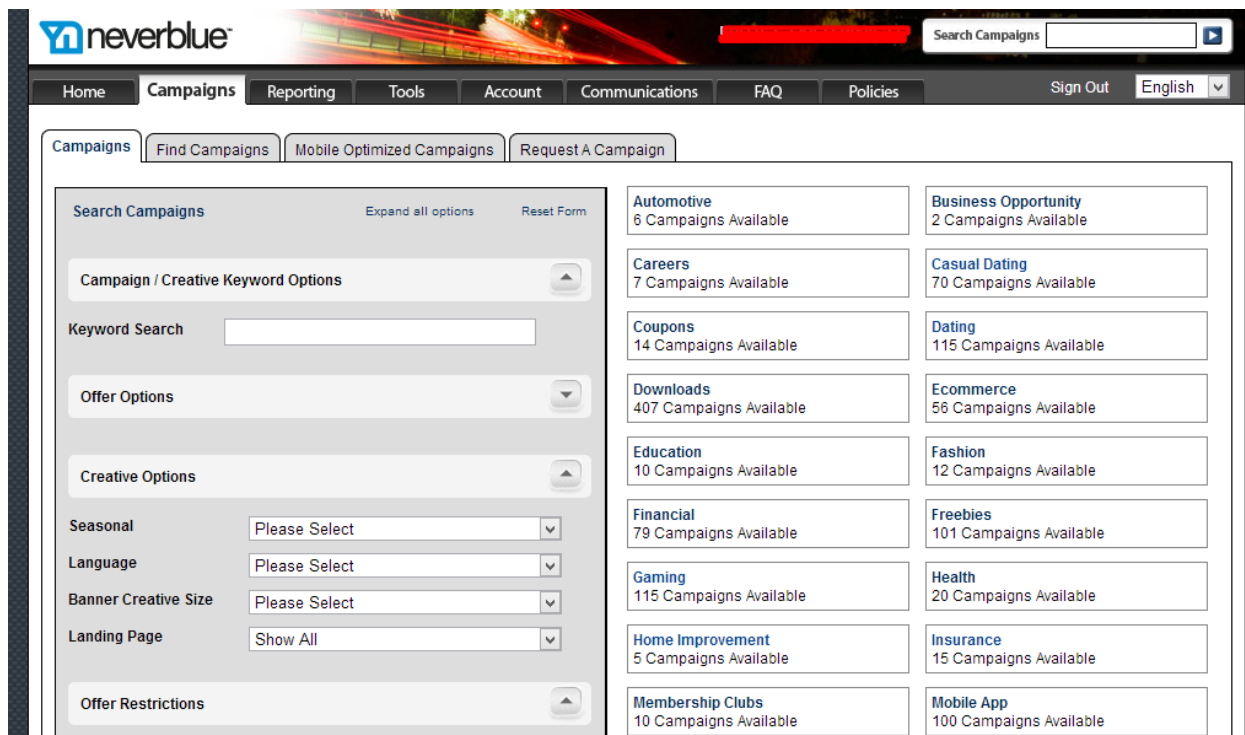 neverblue
Search Campaigns
Home Campaigns Reporting Tools Account Communications FAQ Policies Sign Out English
Campaigns Find Campaigns Mobile Optimized Campaigns Request A Campaign
Search Campaigns Expand all options Reset Form
Campaign / Creative Keyword Options
Keyword Search
Offer Options
Creative Options
Seasonal Please Select
Language Please Select
Banner Creative Size Please Select
Landing Page Show All
Offer Restrictions
Automotive
6 Campaigns Available
Business Opportunity
2 Campaigns Available
Careers
7 Campaigns Available
Casual Dating
70 Campaigns Available
Coupons
14 Campaigns Available
Dating
115 Campaigns Available
Downloads
407 Campaigns Available
Ecommerce
56 Campaigns Available
Education
10 Campaigns Available
Fashion
12 Campaigns Available
Financial
79 Campaigns Available
Freebies
101 Campaigns Available
Gaming
115 Campaigns Available
Health
20 Campaigns Available
Home Improvement
5 Campaigns Available
Insurance
15 Campaigns Available
Membership Clubs
10 Campaigns Available
Mobile App
100 Campaigns Available